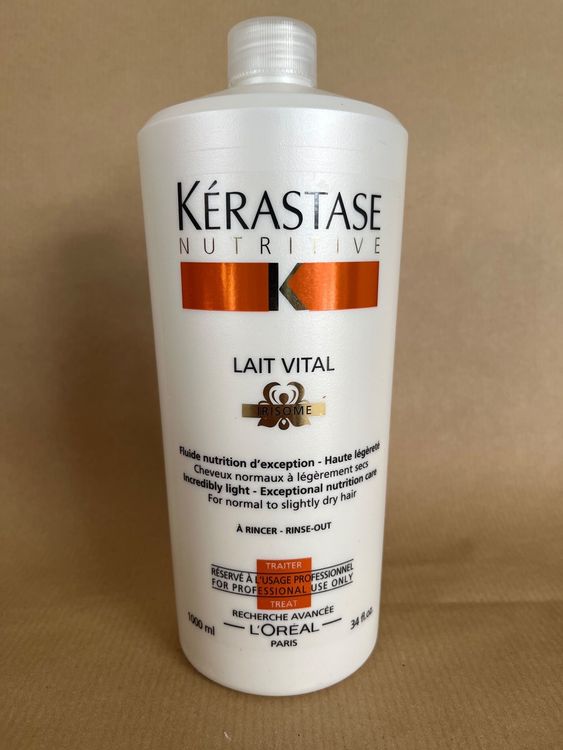 KÉRASTASE
NUTRITIVE
K
LAIT VITAL
IRISOME
Fluide nutrition d'exception - Haute légèreté
Cheveux normaux à légèrement secs
Incredibly light - Exceptional nutrition care
For normal to slightly dry hair
À RINCER - RINSE-OUT
TRAITER
RÉSERVÉ À L'USAGE PROFESSIONNEL
FOR PROFESSIONAL USE ONLY
TREAT
RECHERCHE AVANCÉE
1000 ml — L'ORÉAL — 34 fl.oz.
PARIS